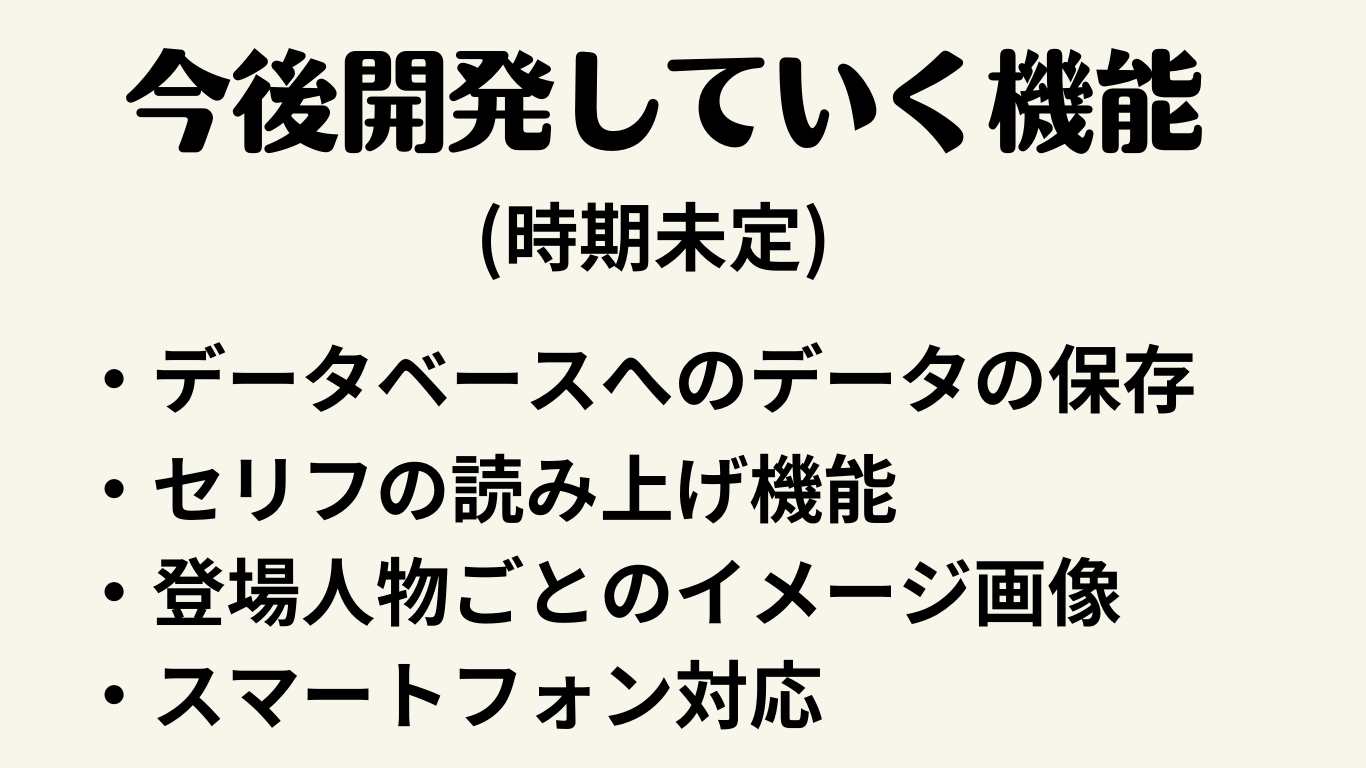 今後開発していく機能
(時期未定)
・データベースへのデータの保存
・セリフの読み上げ機能
・登場人物ごとのイメージ画像
・スマートフォン対応